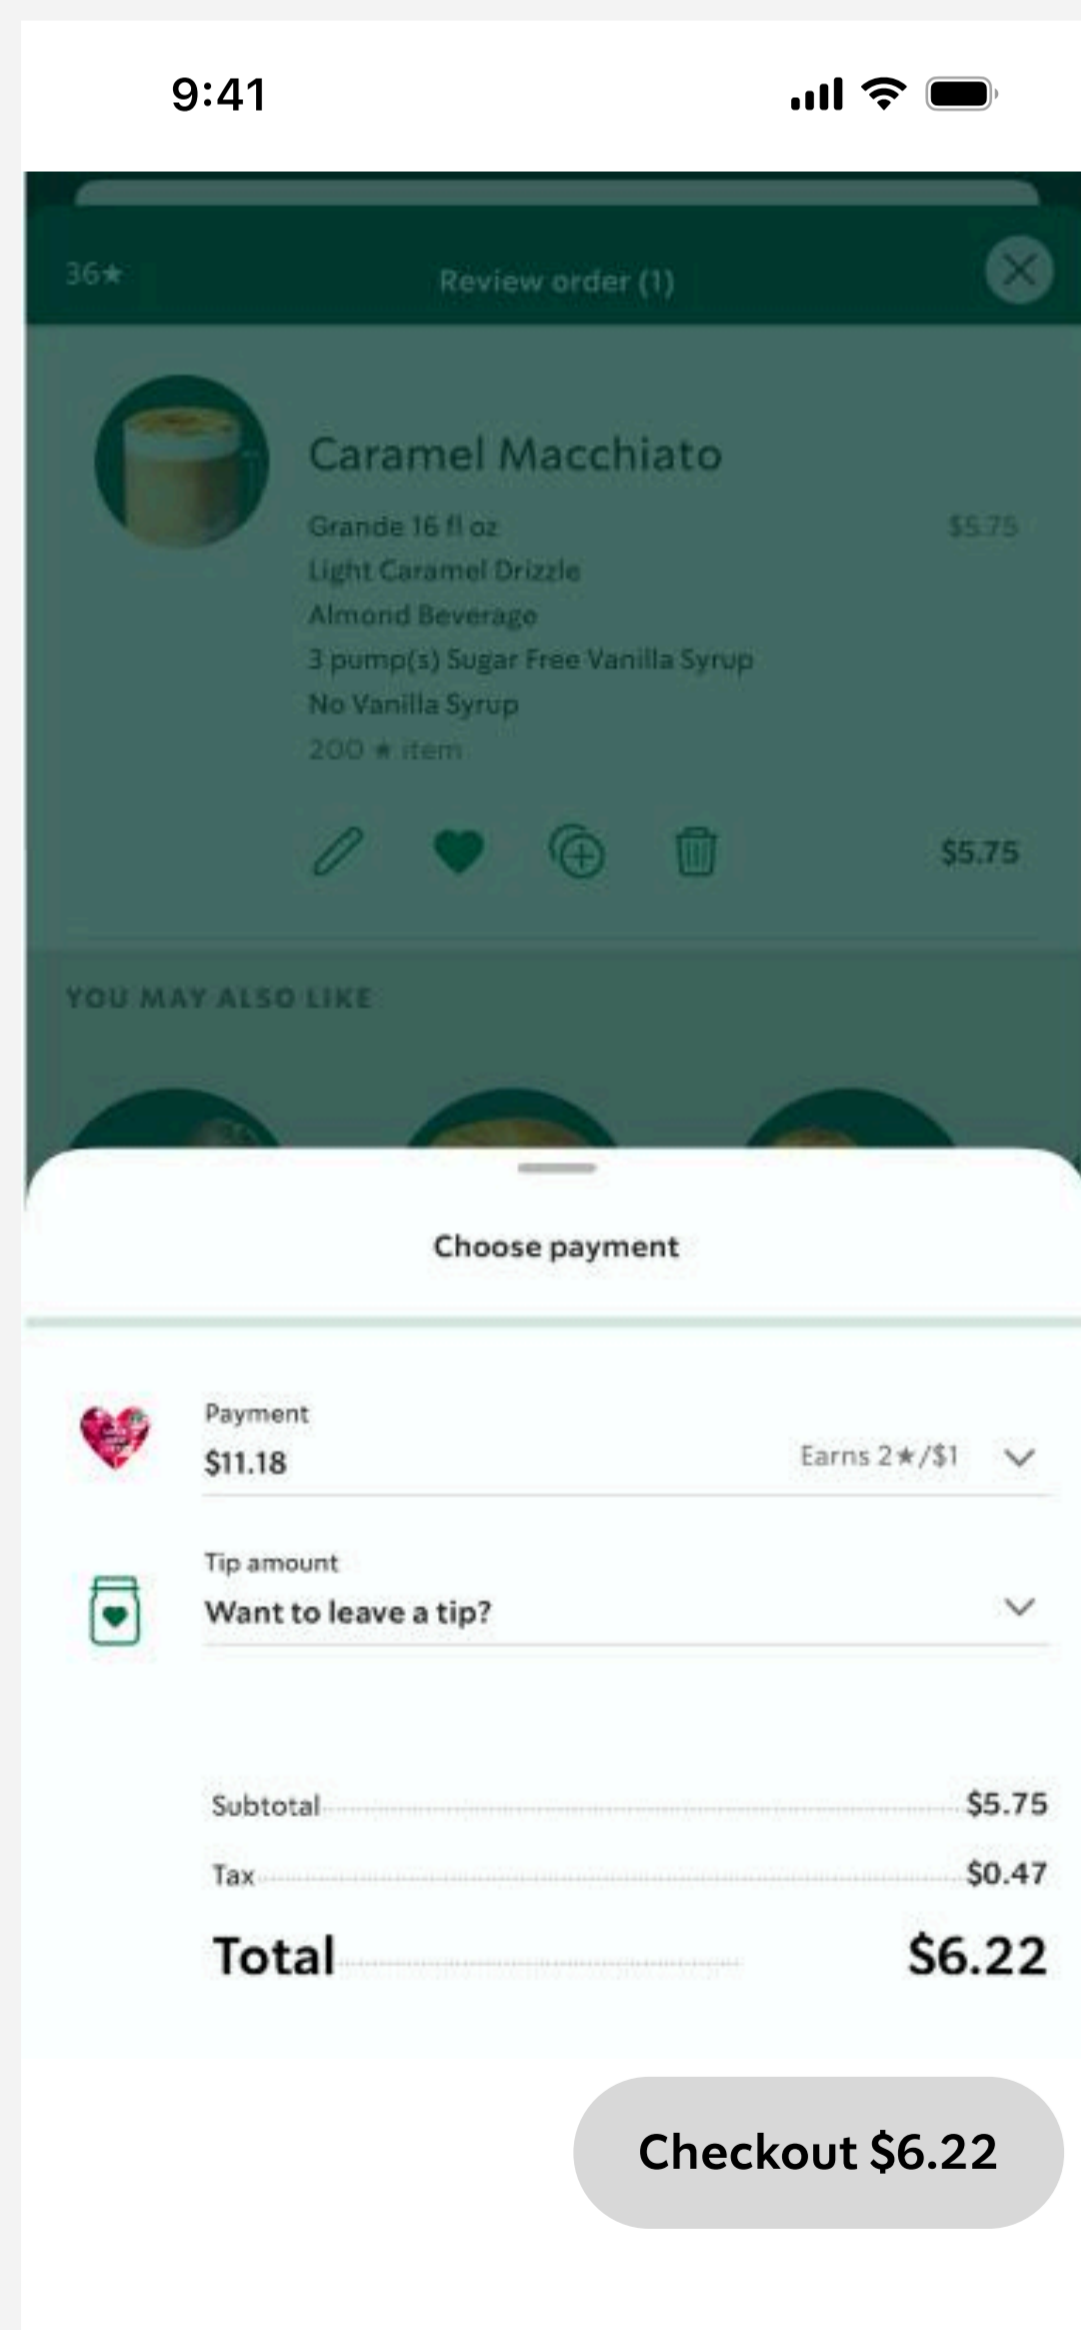 9:41
36★
Review order (1)
Caramel Macchiato
Grande 16 fl oz $5.75
Light Caramel Drizzle
Almond Beverage
3 pump(s) Sugar Free Vanilla Syrup
No Vanilla Syrup
200 ★ item
$5.75
YOU MAY ALSO LIKE
Choose payment
Payment
$11.18 Earns 2★/$1
Tip amount
Want to leave a tip?
Subtotal $5.75
Tax $0.47
Total $6.22
Checkout $6.22